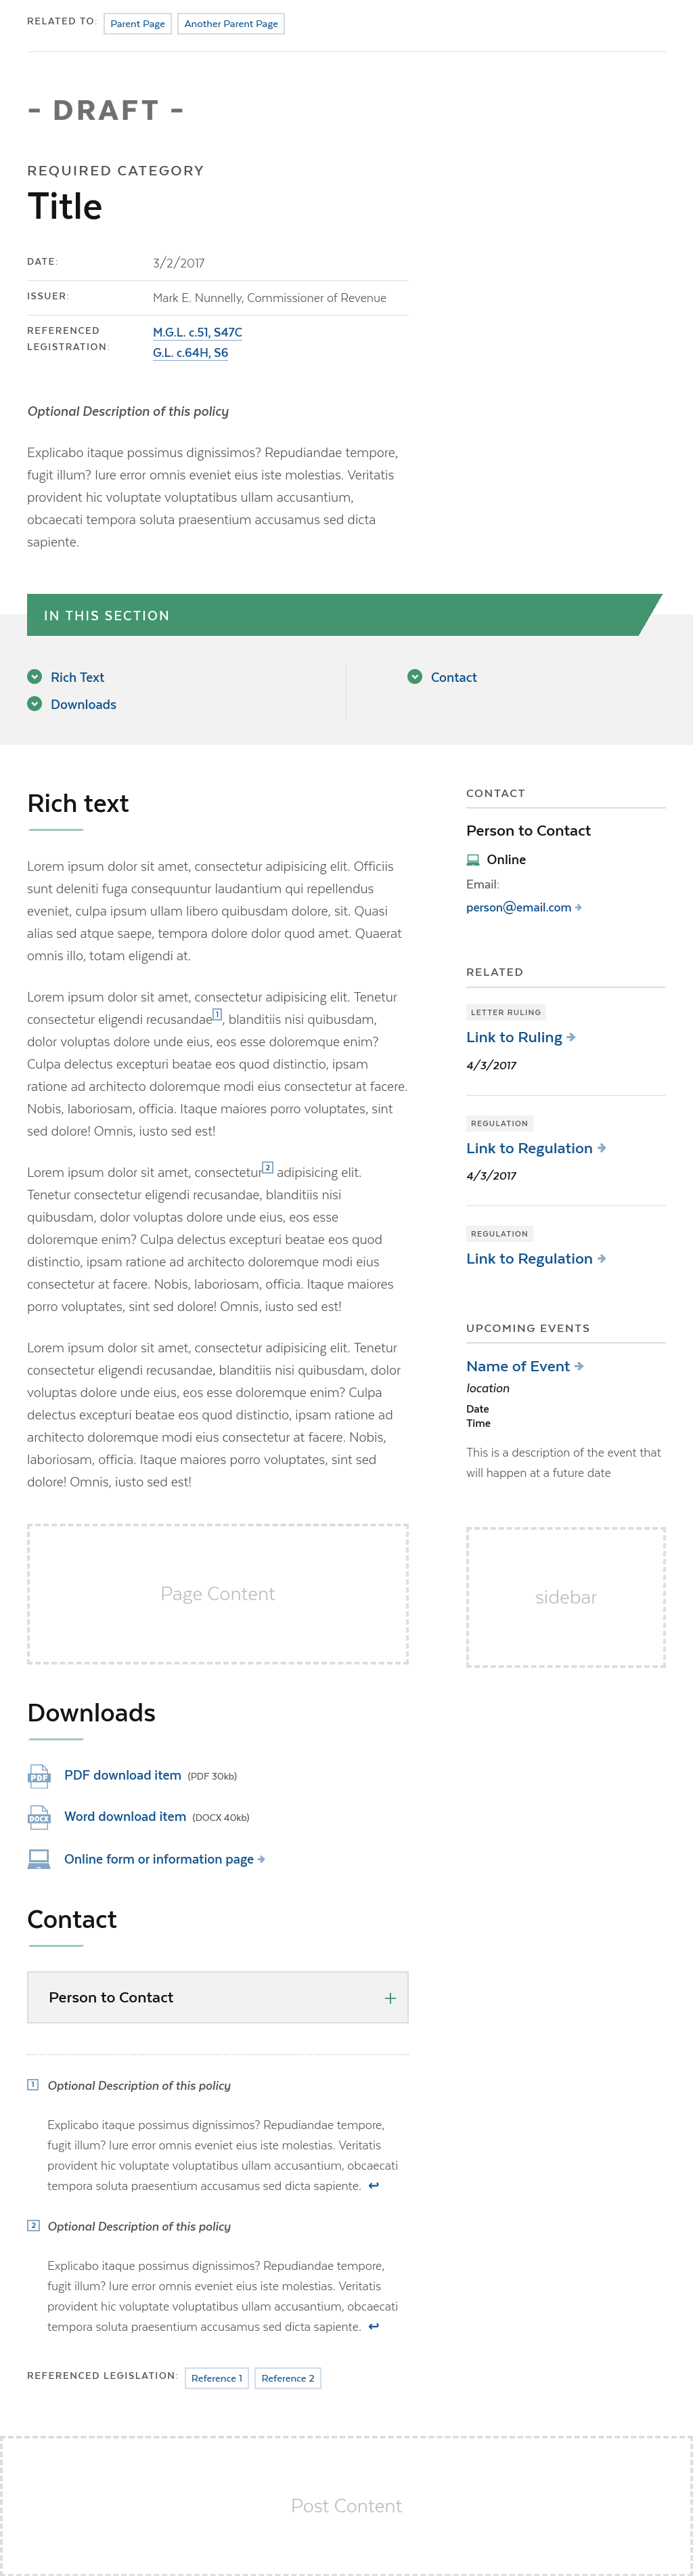 RELATED TO: Parent Page Another Parent Page
- DRAFT -
REQUIRED CATEGORY
Title
DATE: 3/2/2017
ISSUER: Mark E. Nunnelly, Commissioner of Revenue
REFERENCED LEGISTRATION:
M.G.L. c.51, S47C
G.L. c.64H, S6
Optional Description of this policy
Explicabo itaque possimus dignissimos? Repudiandae tempore,
fugit illum? Iure error omnis eveniet eius iste molestias. Veritatis
provident hic voluptate voluptatibus ullam accusantium,
obcaecati tempora soluta praesentium accusamus sed dicta
sapiente.
IN THIS SECTION
Rich Text
Downloads
Contact
Rich text
Lorem ipsum dolor sit amet, consectetur adipisicing elit. Officiis
sunt deleniti fuga consequuntur laudantium qui repellendus
eveniet, culpa ipsum ullam libero quibusdam dolore, sit. Quasi
alias sed atque saepe, tempora dolore dolor quod amet. Quaerat
omnis illo, totam eligendi at.
Lorem ipsum dolor sit amet, consectetur adipisicing elit. Tenetur
consectetur eligendi recusandae1, blanditiis nisi quibusdam,
dolor voluptas dolore unde eius, eos esse doloremque enim?
Culpa delectus excepturi beatae eos quod distinctio, ipsam
ratione ad architecto doloremque modi eius consectetur at facere.
Nobis, laboriosam, officia. Itaque maiores porro voluptates, sint
sed dolore! Omnis, iusto sed est!
Lorem ipsum dolor sit amet, consectetur2 adipisicing elit.
Tenetur consectetur eligendi recusandae, blanditiis nisi
quibusdam, dolor voluptas dolore unde eius, eos esse
doloremque enim? Culpa delectus excepturi beatae eos quod
distinctio, ipsam ratione ad architecto doloremque modi eius
consectetur at facere. Nobis, laboriosam, officia. Itaque maiores
porro voluptates, sint sed dolore! Omnis, iusto sed est!
Lorem ipsum dolor sit amet, consectetur adipisicing elit. Tenetur
consectetur eligendi recusandae, blanditiis nisi quibusdam, dolor
voluptas dolore unde eius, eos esse doloremque enim? Culpa
delectus excepturi beatae eos quod distinctio, ipsam ratione ad
architecto doloremque modi eius consectetur at facere. Nobis,
laboriosam, officia. Itaque maiores porro voluptates, sint sed
dolore! Omnis, iusto sed est!
Page Content
Downloads
PDF PDF download item (PDF 30kb)
DOCX Word download item (DOCX 40kb)
Online form or information page
Contact
Person to Contact
1 Optional Description of this policy
Explicabo itaque possimus dignissimos? Repudiandae tempore,
fugit illum? Iure error omnis eveniet eius iste molestias. Veritatis
provident hic voluptate voluptatibus ullam accusantium, obcaecati
tempora soluta praesentium accusamus sed dicta sapiente. ↩
2 Optional Description of this policy
Explicabo itaque possimus dignissimos? Repudiandae tempore,
fugit illum? Iure error omnis eveniet eius iste molestias. Veritatis
provident hic voluptate voluptatibus ullam accusantium, obcaecati
tempora soluta praesentium accusamus sed dicta sapiente. ↩
REFERENCED LEGISLATION: Reference 1 Reference 2
CONTACT
Person to Contact
Online
Email:
person@email.com
RELATED
LETTER RULING
Link to Ruling
4/3/2017
REGULATION
Link to Regulation
4/3/2017
REGULATION
Link to Regulation
UPCOMING EVENTS
Name of Event
location
Date
Time
This is a description of the event that
will happen at a future date
sidebar
Post Content